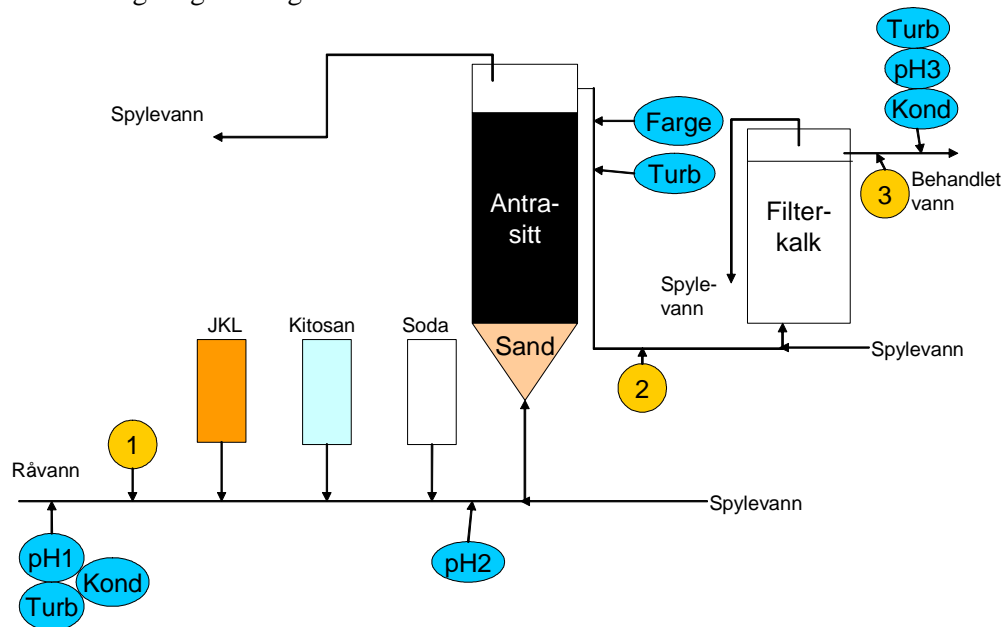 Turb
pH3
Kond
Spylevann
Farge
Turb
Antra-
sitt
Filter-
kalk
3
Behandlet
vann
Spyle-
vann
JKL
Kitosan
Soda
Sand
Spylevann
2
1
Råvann
Spylevann
pH1
Kond
Turb
pH2